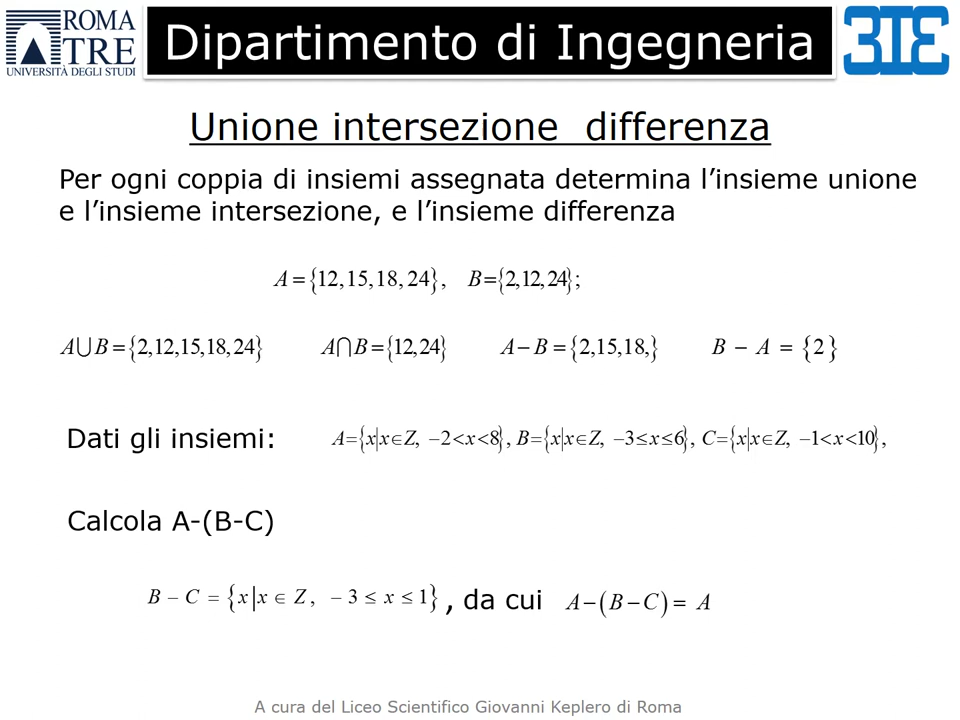 ROMA
TRE
UNIVERSITÀ DEGLI STUDI
Dipartimento di Ingegneria
Unione intersezione differenza
Per ogni coppia di insiemi assegnata determina l’insieme unione
e l’insieme intersezione, e l’insieme differenza
A={12,15,18,24}, B={2,12,24};
A∪B={2,12,15,18,24} A∩B={12,24} A−B={2,15,18,} B − A = {2}
Dati gli insiemi: A={x|x∈Z, −2<x<8}, B={x|x∈Z, −3≤x≤6}, C={x|x∈Z, −1<x<10},
Calcola A-(B-C)
B − C = {x|x ∈ Z, −3 ≤ x ≤ 1}, da cui A−(B−C)= A
A cura del Liceo Scientifico Giovanni Keplero di Roma